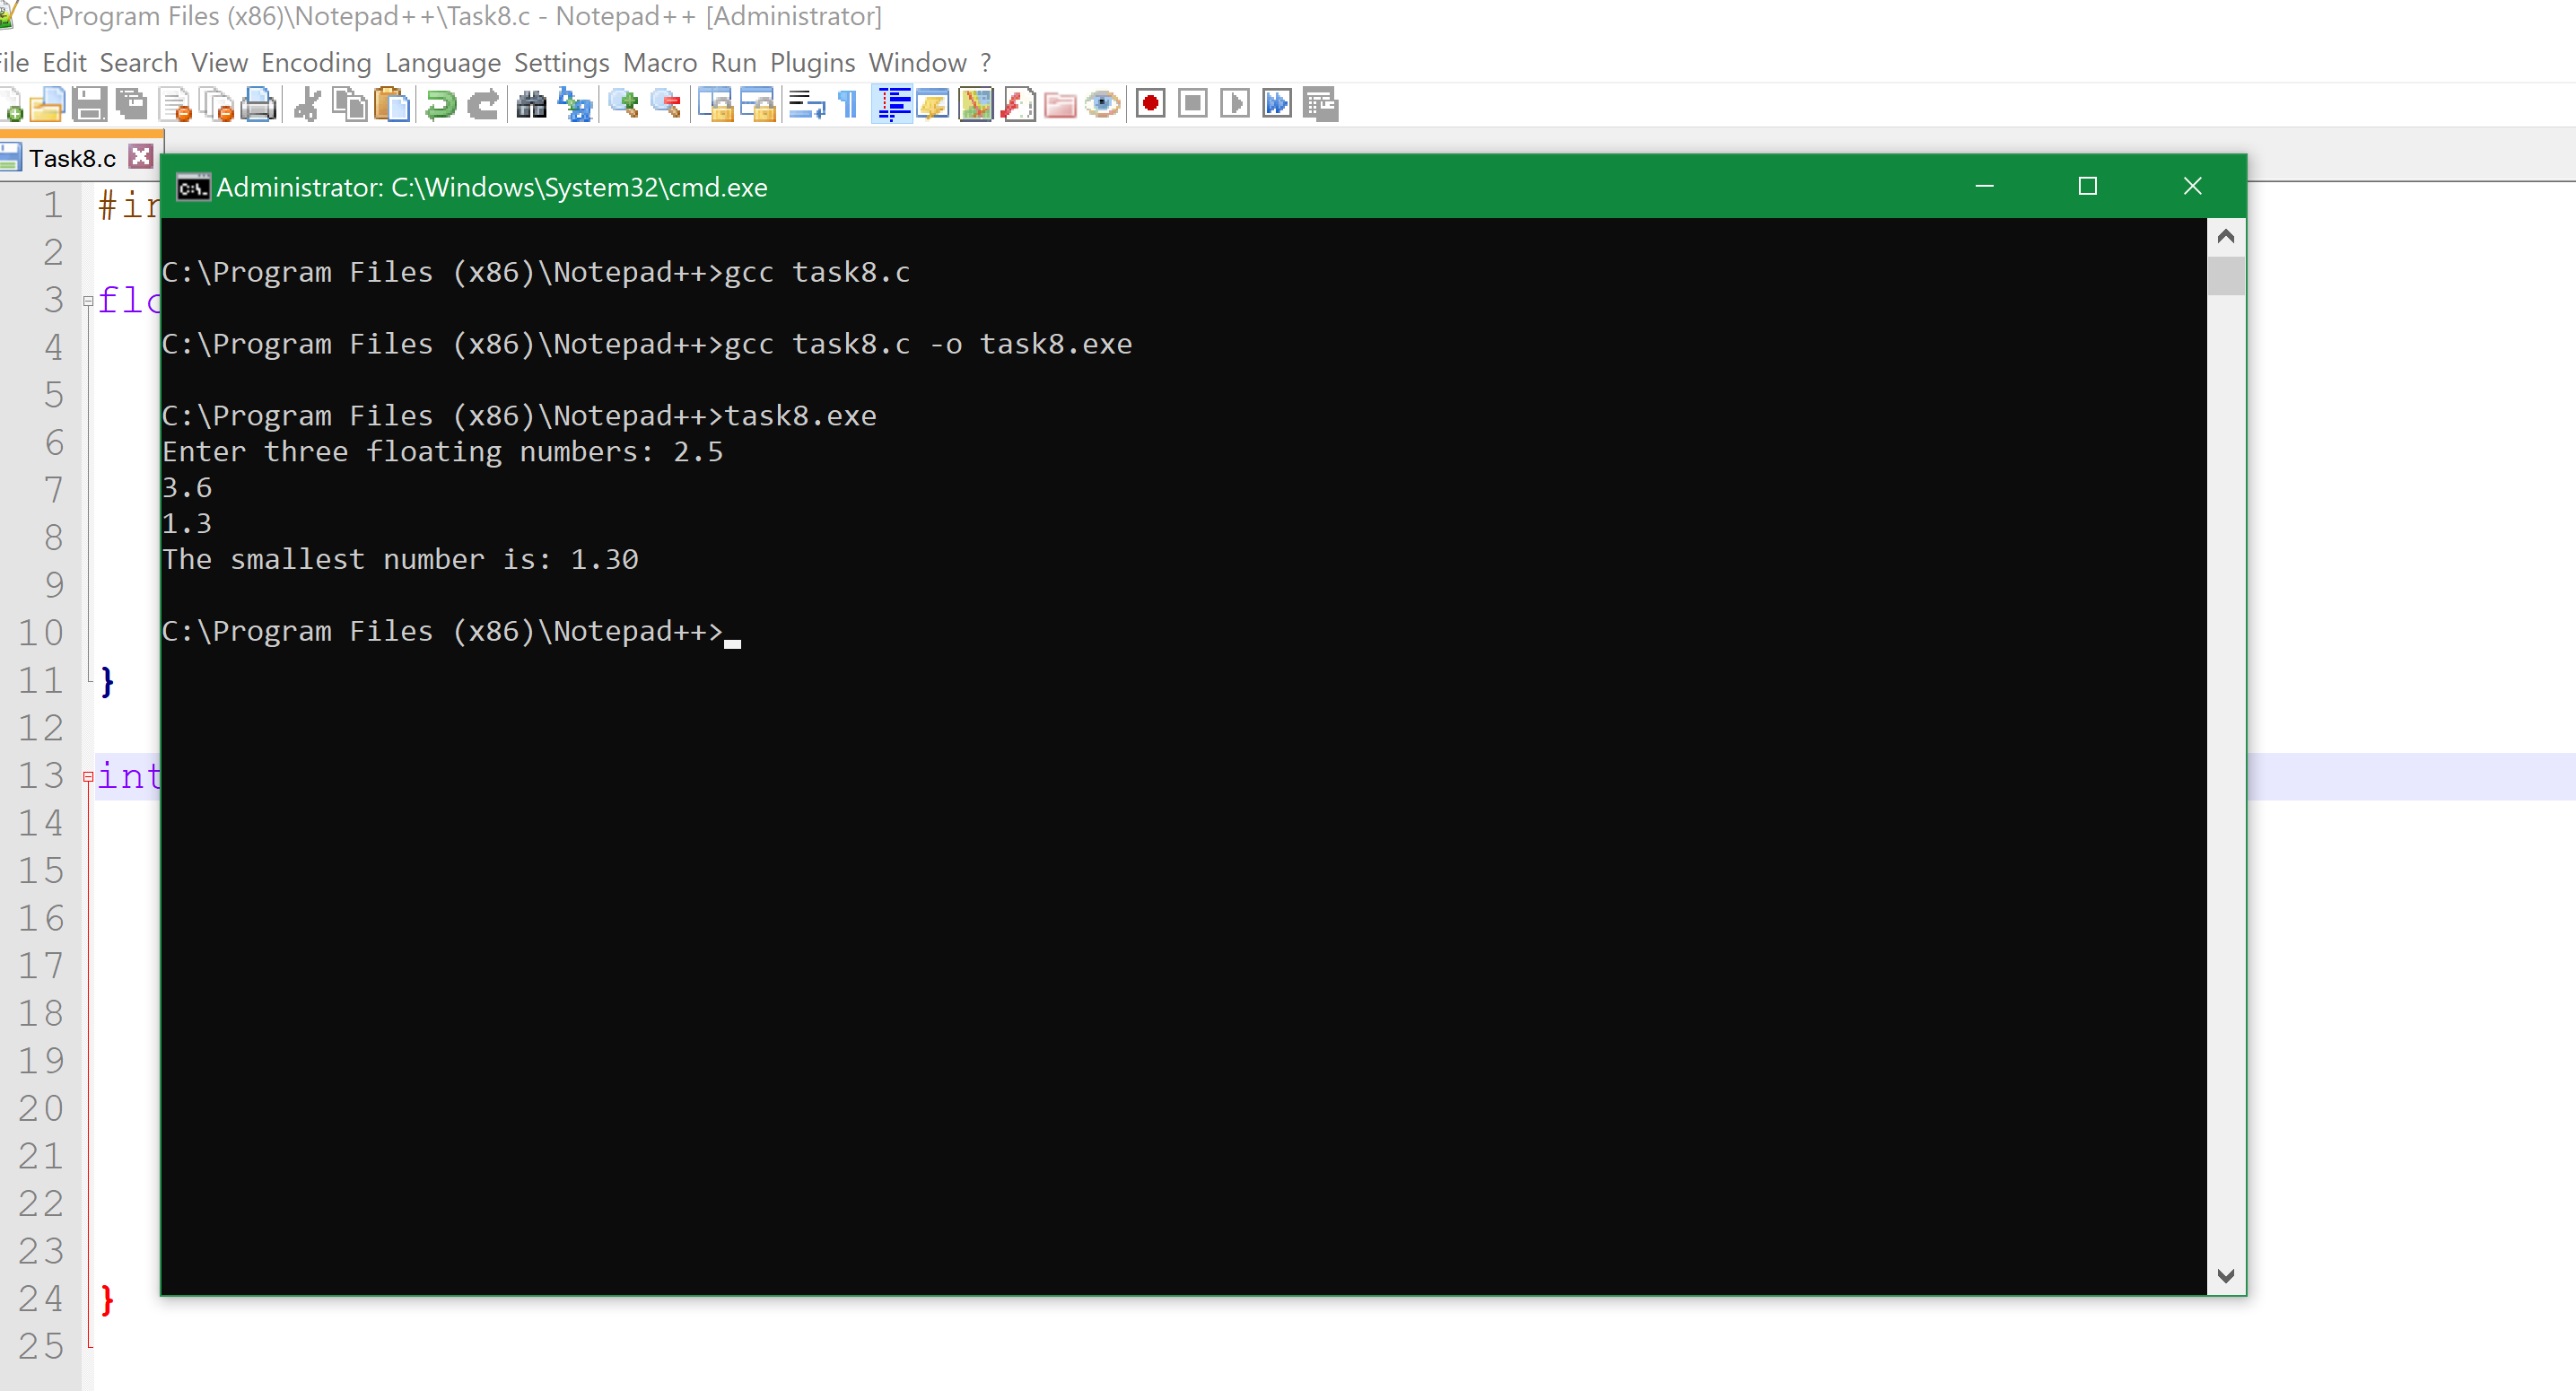 C:\Program Files (x86)\Notepad++\Task8.c - Notepad++ [Administrator]
Edit Search View Encoding Language Settings Macro Run Plugins Window ?
Task8.c
Administrator: C:\Windows\System32\cmd.exe
C:\Program Files (x86)\Notepad++>gcc task8.c
C:\Program Files (x86)\Notepad++>gcc task8.c -o task8.exe
C:\Program Files (x86)\Notepad++>task8.exe
Enter three floating numbers: 2.5
3.6
1.3
The smallest number is: 1.30
C:\Program Files (x86)\Notepad++>
1
2
3
4
5
6
7
8
9
10
11 }
12
13 int
14
15
16
17
18
19
20
21
22
23
24 }
25